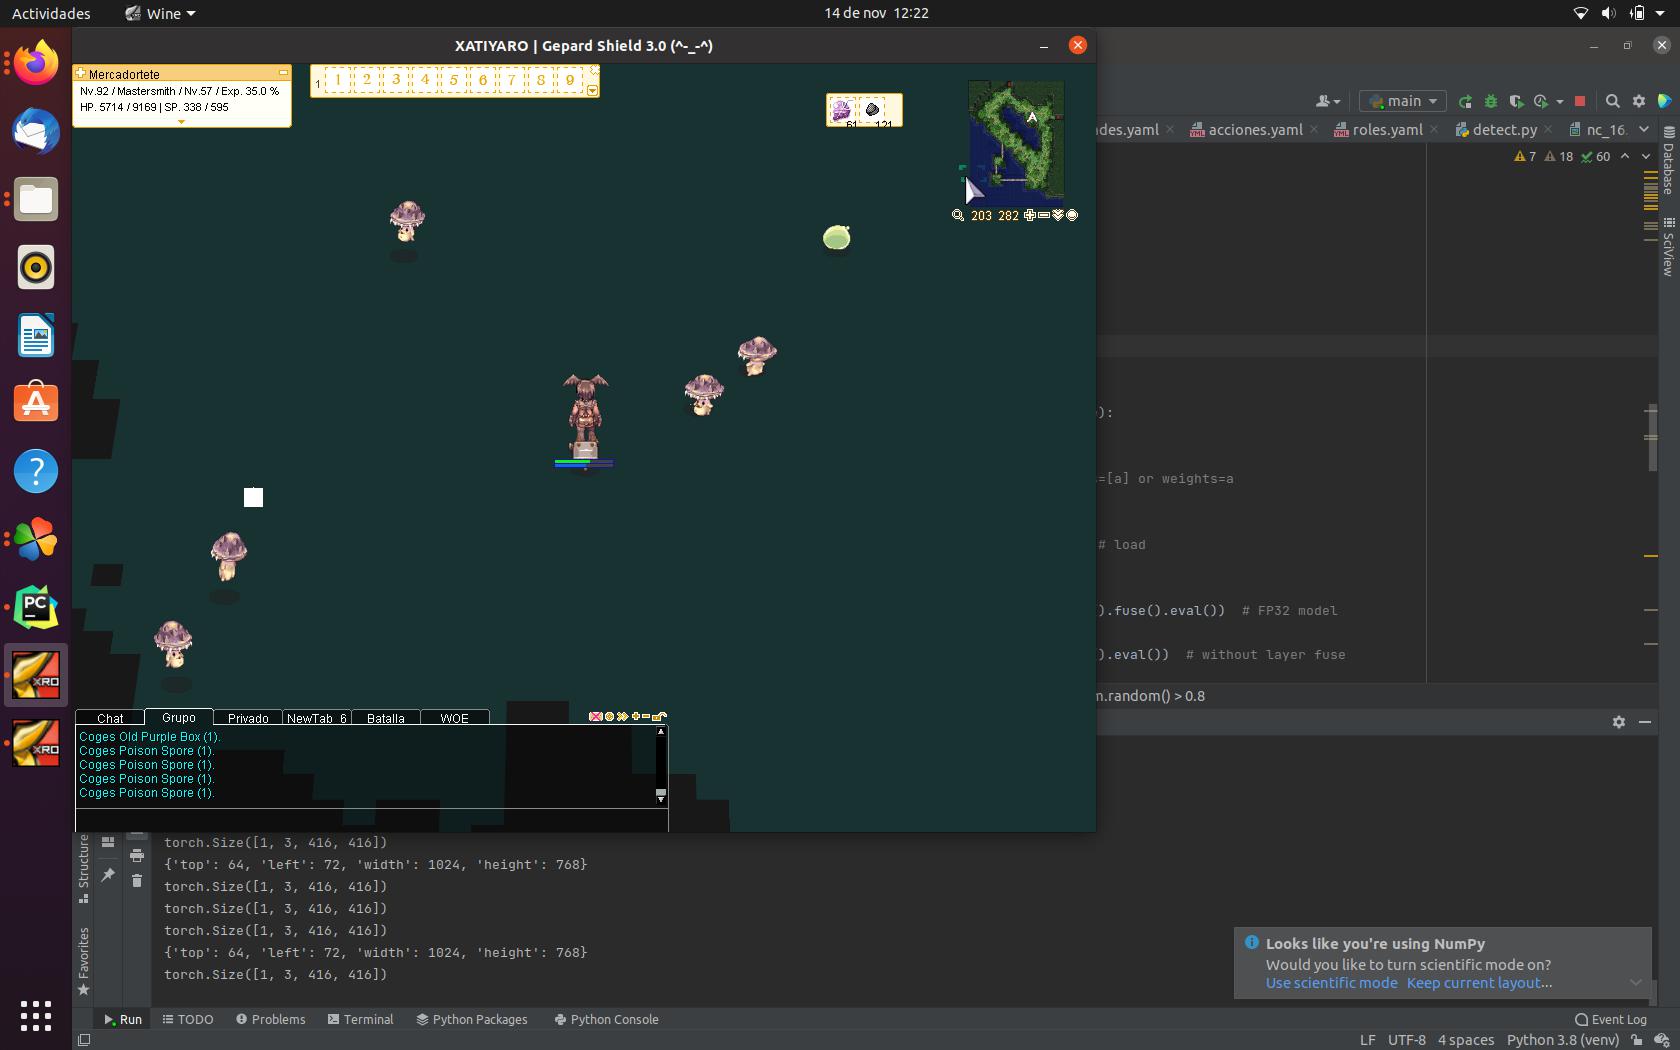 Actividades
Wine
14 de nov 12:22
XATIYARO | Gepard Shield 3.0 (^-_-^)
Mercadortete
Nv.92 / Mastersmith / Nv.57 / Exp. 35.0 %
HP. 5714 / 9169 | SP. 338 / 595
1 1 2 3 4 5 6 7 8 9
61 121
203 282
main
des.yaml
acciones.yaml
roles.yaml
detect.py
nc_16.
7 18 60
Database
SciView
):
=[a] or weights=a
# load
).fuse().eval()) # FP32 model
).eval()) # without layer fuse
m.random() > 0.8
Chat Grupo Privado NewTab_6 Batalla WOE
Coges Old Purple Box (1).
Coges Poison Spore (1).
Coges Poison Spore (1).
Coges Poison Spore (1).
Coges Poison Spore (1).
PC
XRO
XRO
Structure
Favorites
torch.Size([1, 3, 416, 416])
{'top': 64, 'left': 72, 'width': 1024, 'height': 768}
torch.Size([1, 3, 416, 416])
torch.Size([1, 3, 416, 416])
torch.Size([1, 3, 416, 416])
{'top': 64, 'left': 72, 'width': 1024, 'height': 768}
torch.Size([1, 3, 416, 416])
Looks like you're using NumPy
Would you like to turn scientific mode on?
Use scientific mode Keep current layout...
Run TODO Problems Terminal Python Packages Python Console
Event Log
LF UTF-8 4 spaces Python 3.8 (venv)